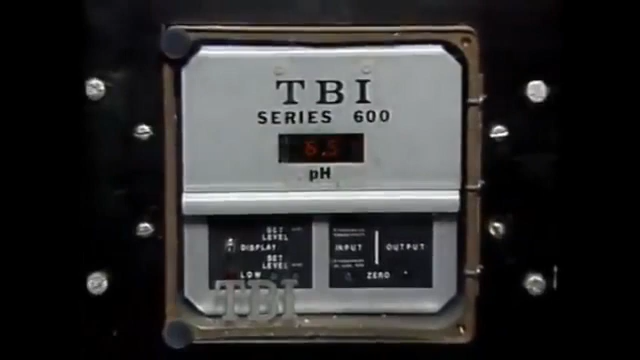 TBI
SERIES 600
6.5
pH
SET
LEVEL
DISPLAY
SET
LEVEL
LOW
INPUT
OUTPUT
ZERO
TBI